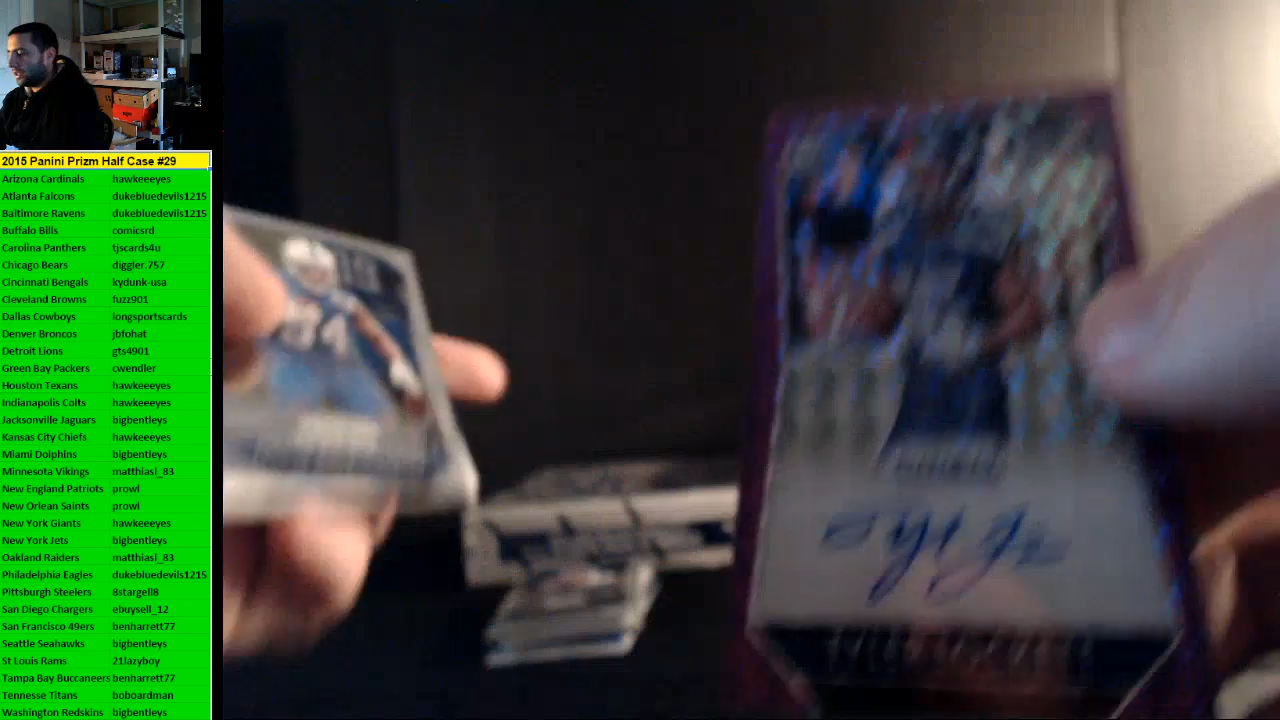 2015 Panini Prizm Half Case #29
Arizona Cardinals hawkeeeyes
Atlanta Falcons dukebluedevils1215
Baltimore Ravens dukebluedevils1215
Buffalo Bills comicsrd
Carolina Panthers tjscards4u
Chicago Bears diggler.757
Cincinnati Bengals kydunk-usa
Cleveland Browns fuzz901
Dallas Cowboys longsportscards
Denver Broncos jbfohat
Detroit Lions gts4901
Green Bay Packers cwendler
Houston Texans hawkeeeyes
Indianapolis Colts hawkeeeyes
Jacksonville Jaguars bigbentleys
Kansas City Chiefs hawkeeeyes
Miami Dolphins bigbentleys
Minnesota Vikings matthiasl_83
New England Patriots prowl
New Orlean Saints prowl
New York Giants hawkeeeyes
New York Jets bigbentleys
Oakland Raiders matthiasl_83
Philadelphia Eagles dukebluedevils1215
Pittsburgh Steelers 8stargell8
San Diego Chargers ebuysell_12
San Francisco 49ers benharrett77
Seattle Seahawks bigbentleys
St Louis Rams 21lazyboy
Tampa Bay Buccaneers benharrett77
Tennesse Titans boboardman
Washington Redskins bigbentleys
84